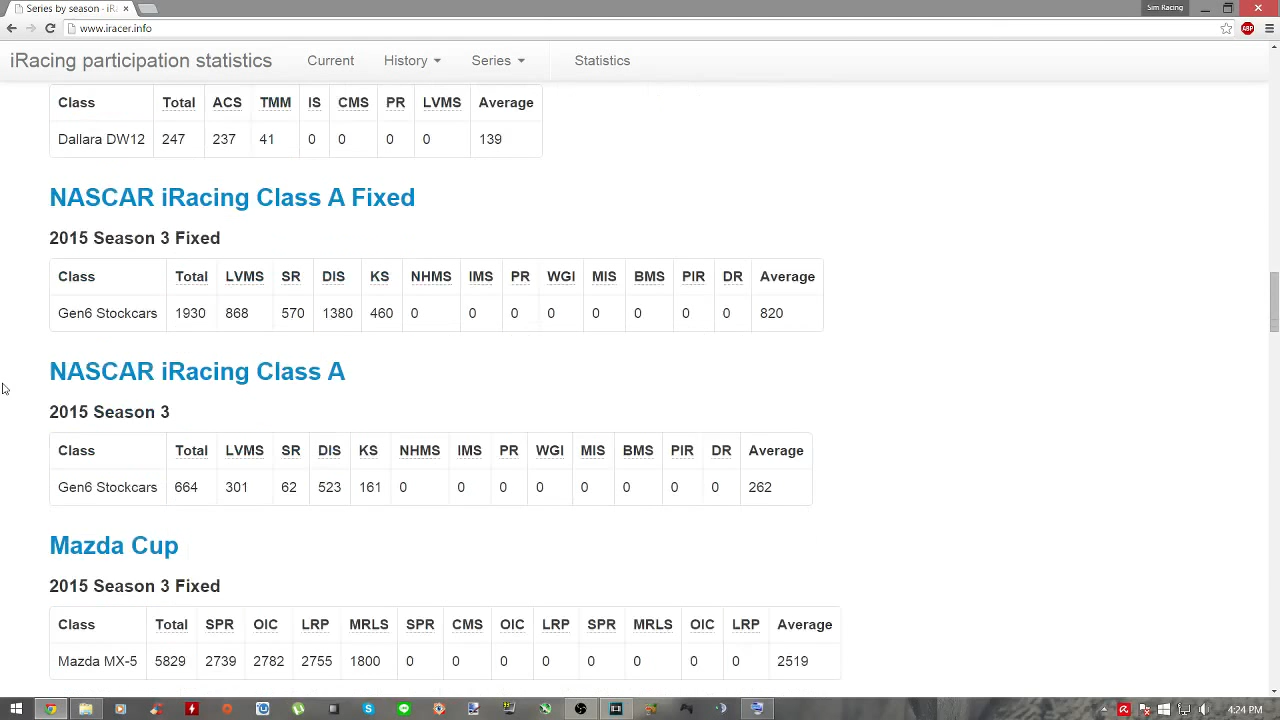 Series by season - iRa
Sim Racing
www.iracer.info
ABP
iRacing participation statistics Current History Series Statistics
Class Total ACS TMM IS CMS PR LVMS Average
Dallara DW12 247 237 41 0 0 0 0 139
NASCAR iRacing Class A Fixed
2015 Season 3 Fixed
Class Total LVMS SR DIS KS NHMS IMS PR WGI MIS BMS PIR DR Average
Gen6 Stockcars 1930 868 570 1380 460 0 0 0 0 0 0 0 0 820
NASCAR iRacing Class A
2015 Season 3
Class Total LVMS SR DIS KS NHMS IMS PR WGI MIS BMS PIR DR Average
Gen6 Stockcars 664 301 62 523 161 0 0 0 0 0 0 0 0 262
Mazda Cup
2015 Season 3 Fixed
Class Total SPR OIC LRP MRLS SPR CMS OIC LRP SPR MRLS OIC LRP Average
Mazda MX-5 5829 2739 2782 2755 1800 0 0 0 0 0 0 0 0 2519
4:24 PM